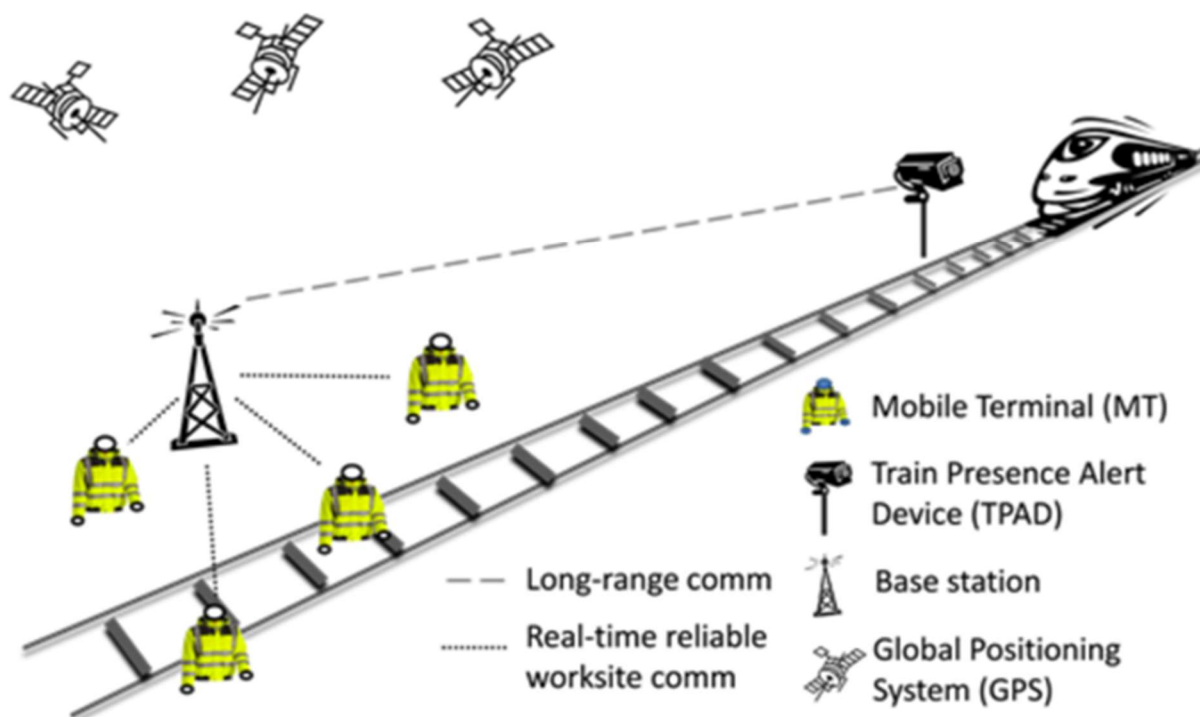 Mobile Terminal (MT)
Train Presence Alert
Device (TPAD)
Long-range comm
Base station
Real-time reliable
worksite comm
Global Positioning
System (GPS)